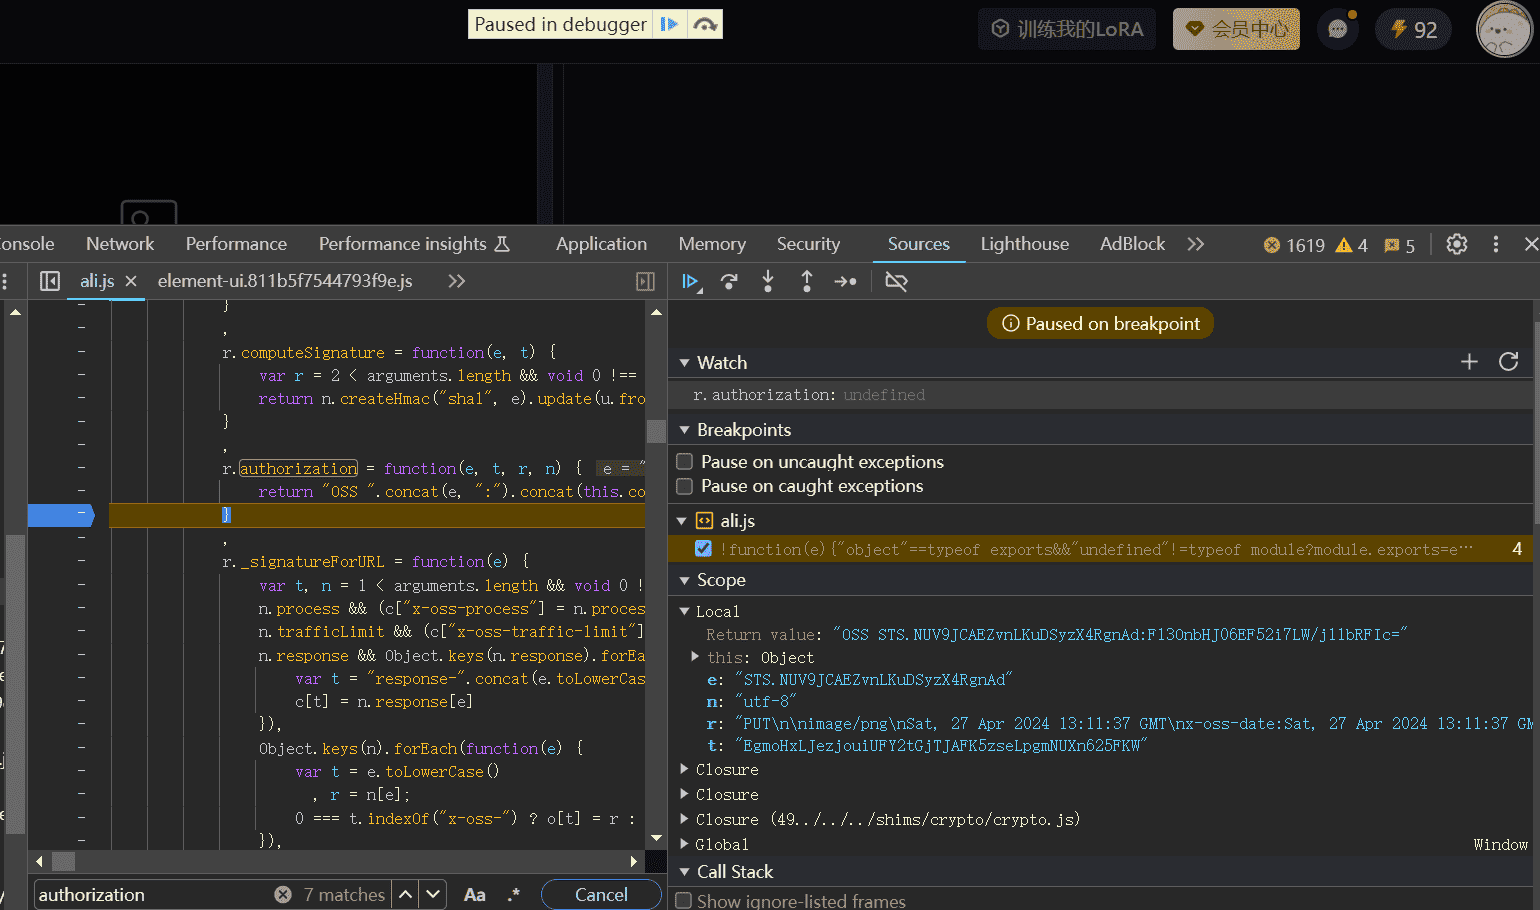 Paused in debugger
训练我的LoRA
会员中心
92
onsole Network Performance Performance insights Application Memory Security Sources Lighthouse AdBlock 1619 4 5
ali.js element-ui.811b5f7544793f9e.js
}
,
r.computeSignature = function(e, t) {
var r = 2 < arguments.length && void 0 !==
return n.createHmac("sha1", e).update(u.fro
}
,
r.authorization = function(e, t, r, n) { e = "
return "OSS ".concat(e, ":").concat(this.co
}
,
r._signatureForURL = function(e) {
var t, n = 1 < arguments.length && void 0 !
n.process && (c["x-oss-process"] = n.proces
n.trafficLimit && (c["x-oss-traffic-limit"]
n.response && Object.keys(n.response).forEa
var t = "response-".concat(e.toLowerCas
c[t] = n.response[e]
}),
Object.keys(n).forEach(function(e) {
var t = e.toLowerCase()
, r = n[e];
0 === t.indexOf("x-oss-") ? o[t] = r :
}),
authorization 7 matches Aa .* Cancel
Paused on breakpoint
Watch
r.authorization: undefined
Breakpoints
Pause on uncaught exceptions
Pause on caught exceptions
ali.js
!function(e){"object"==typeof exports&&"undefined"!=typeof module?module.exports=e… 4
Scope
Local
Return value: "OSS STS.NUV9JCAEZvnLKuDSyzX4RgnAd:F130nbHJ06EF52i7LW/j11bRFIc="
this: Object
e: "STS.NUV9JCAEZvnLKuDSyzX4RgnAd"
n: "utf-8"
r: "PUT\n\nimage/png\nSat, 27 Apr 2024 13:11:37 GMT\nx-oss-date:Sat, 27 Apr 2024 13:11:37 GM
t: "EgmoHxLJezjouiUFY2tGjTJAFK5zseLpgmNUXn625FKW"
Closure
Closure
Closure (49../../../shims/crypto/crypto.js)
Global Window
Call Stack
Show ignore-listed frames